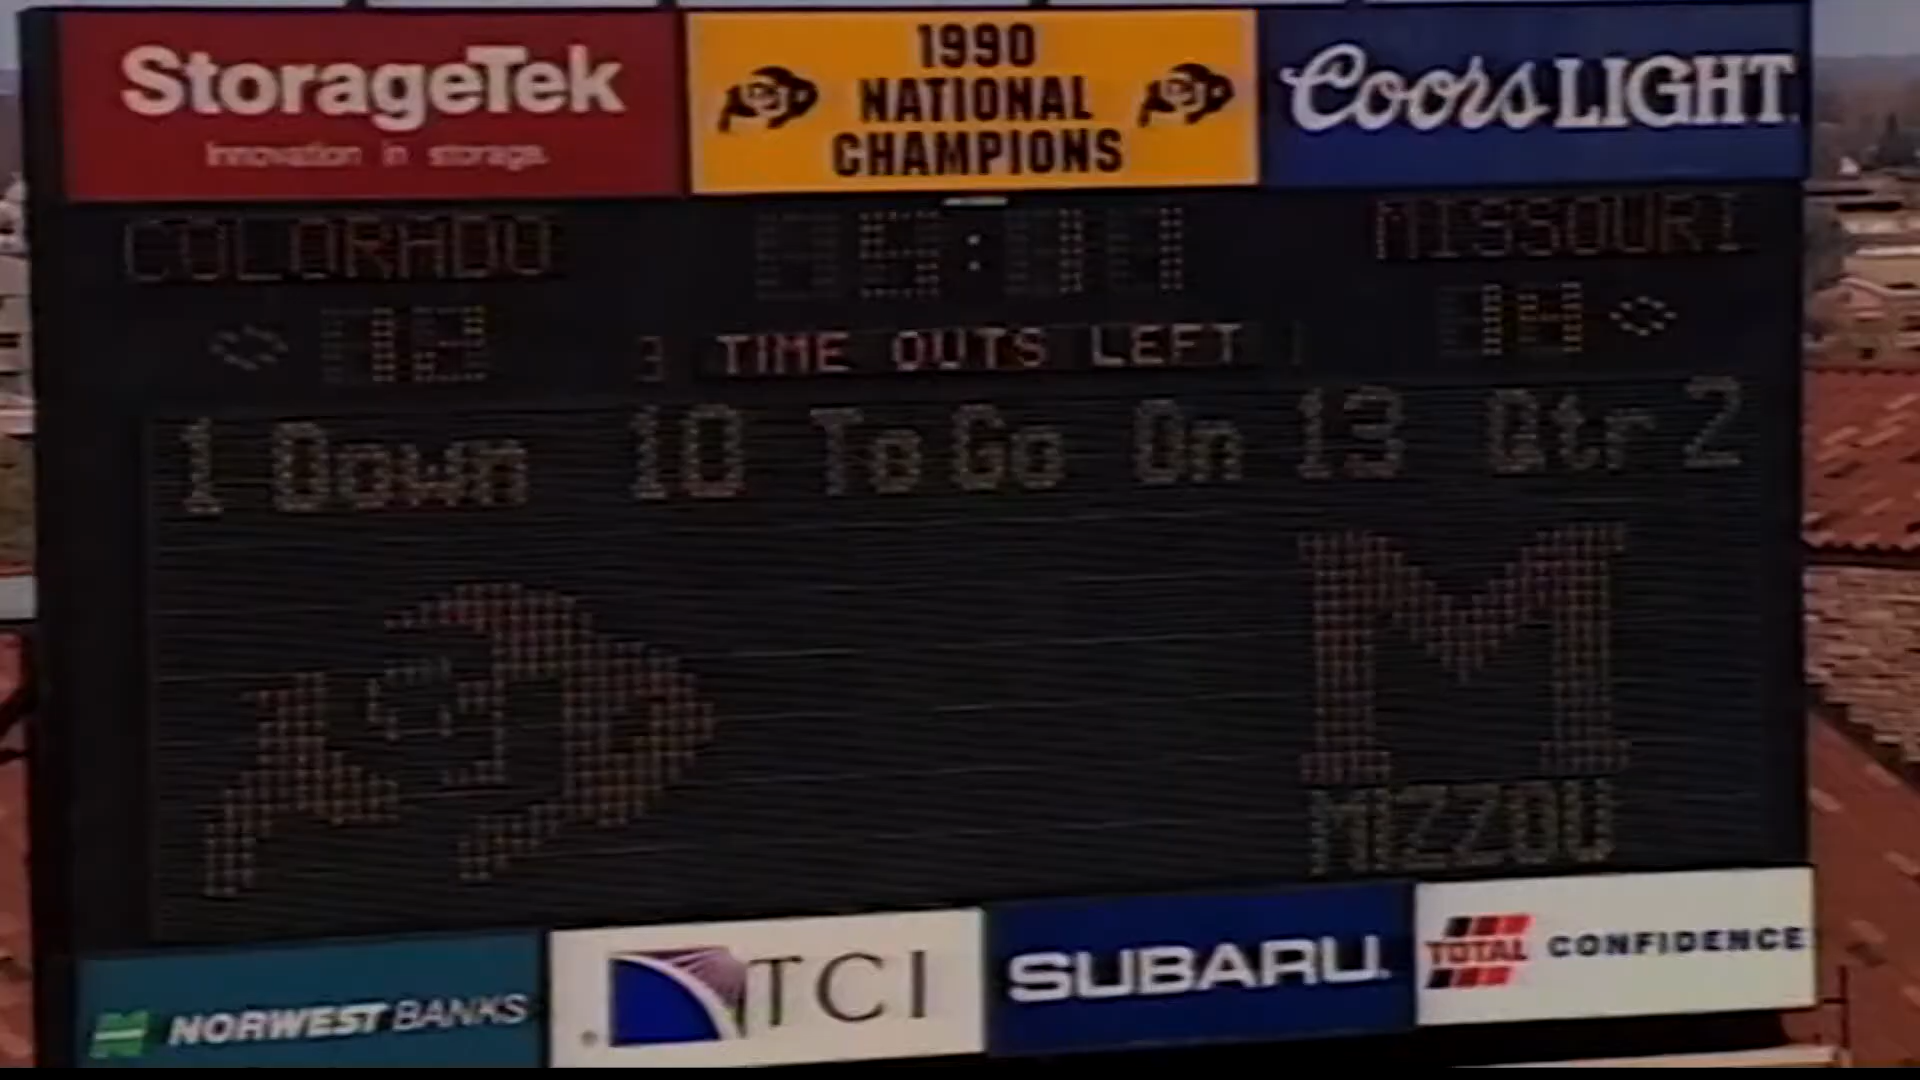 StorageTek
Innovation in storage.
1990
NATIONAL
CHAMPIONS
Coors LIGHT
COLORADO
MISSOURI
3 TIME OUTS LEFT
1 Down 10 To Go On 13 Qtr 2
MIZZOU
NORWEST BANKS
TCI
SUBARU
TOTAL CONFIDENCE